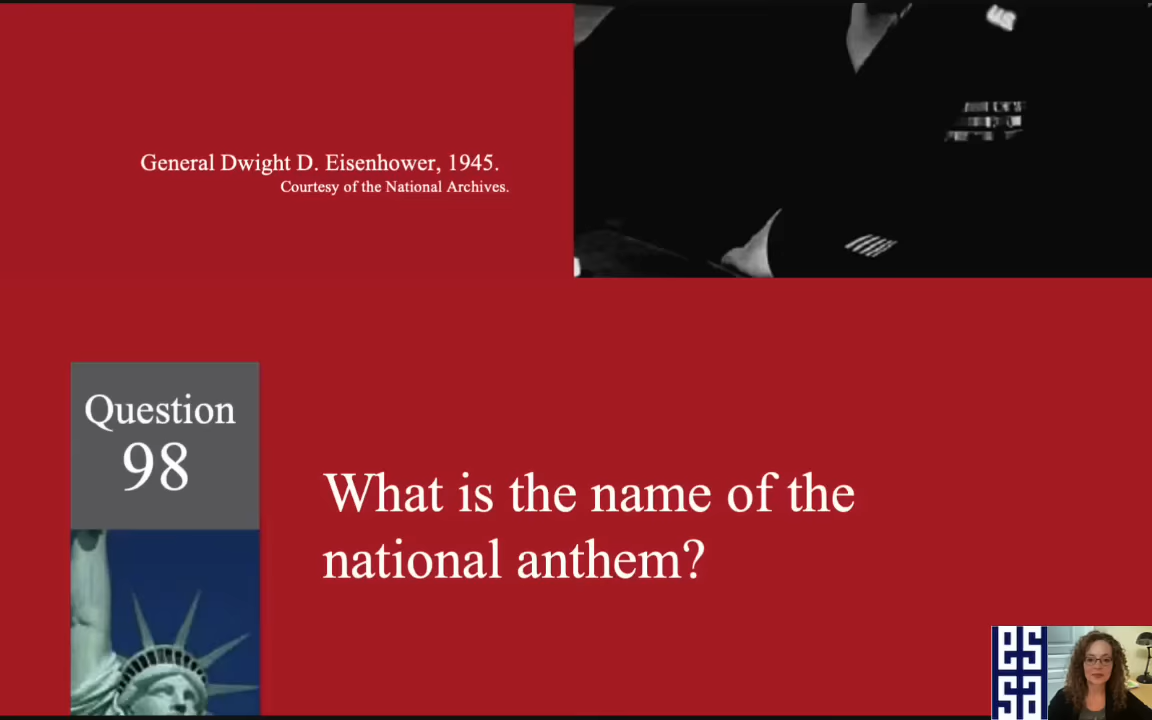 General Dwight D. Eisenhower, 1945.
Courtesy of the National Archives.
Question
98
What is the name of the
national anthem?
essa